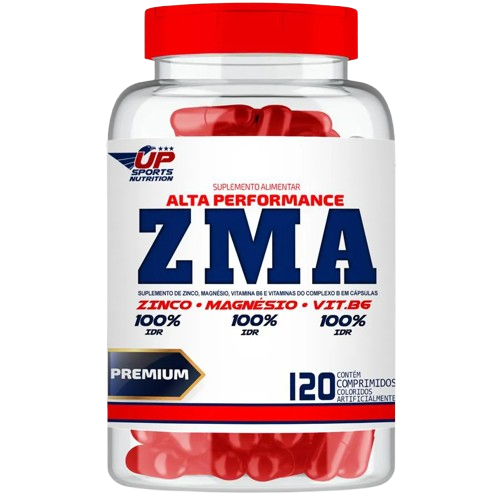 UP
SPORTS
NUTRITION
SUPLEMENTO ALIMENTAR
ALTA PERFORMANCE
ZMA
SUPLEMENTO DE ZINCO, MAGNÉSIO, VITAMINA B6 E VITAMINAS DO COMPLEXO B EM CÁPSULAS
ZINCO • MAGNÉSIO • VIT.B6
100% 100% 100%
IDR IDR IDR
PREMIUM
120 CONTÉM
COMPRIMIDOS
COLORIDOS
ARTIFICIALMENTE